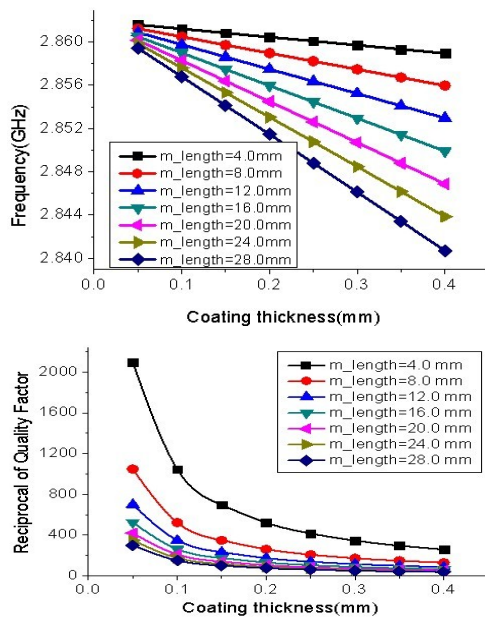 2.860
2.856
2.852
2.848
2.844
2.840
Frequency(GHz)
m_length=4.0mm
m_length=8.0mm
m_length=12.0mm
m_length=16.0mm
m_length=20.0mm
m_length=24.0mm
m_length=28.0mm
0.0 0.1 0.2 0.3 0.4
Coating thickness(mm)
2000
1600
1200
800
400
0
Reciprocal of Quality Factor
m_length=4.0 mm
m_length=8.0 mm
m_length=12.0 mm
m_length=16.0 mm
m_length=20.0 mm
m_length=24.0 mm
m_length=28.0 mm
0.0 0.1 0.2 0.3 0.4
Coating thickness(mm)